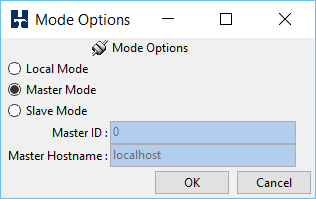 Mode Options
Mode Options
Local Mode
Master Mode
Slave Mode
Master ID : 0
Master Hostname : localhost
OK Cancel